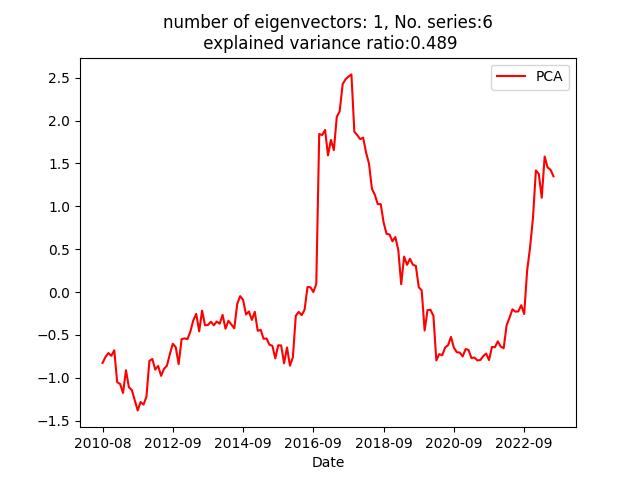 number of eigenvectors: 1, No. series:6
explained variance ratio:0.489
PCA
2.5
2.0
1.5
1.0
0.5
0.0
−0.5
−1.0
−1.5
2010-08 2012-09 2014-09 2016-09 2018-09 2020-09 2022-09
Date